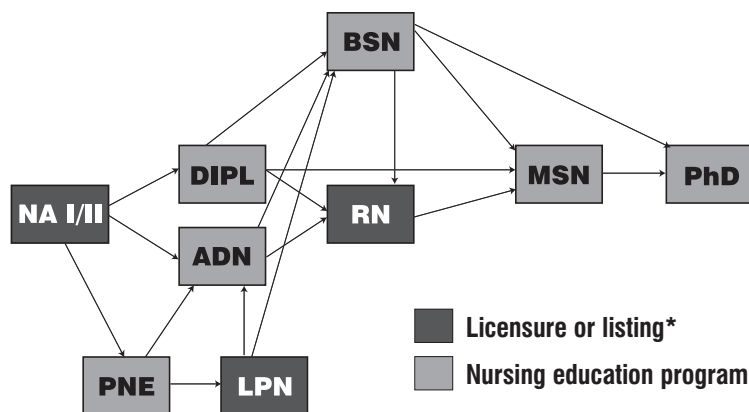 BSN
DIPL
MSN
PhD
NA I/II
RN
ADN
PNE
LPN
Licensure or listing*
Nursing education program